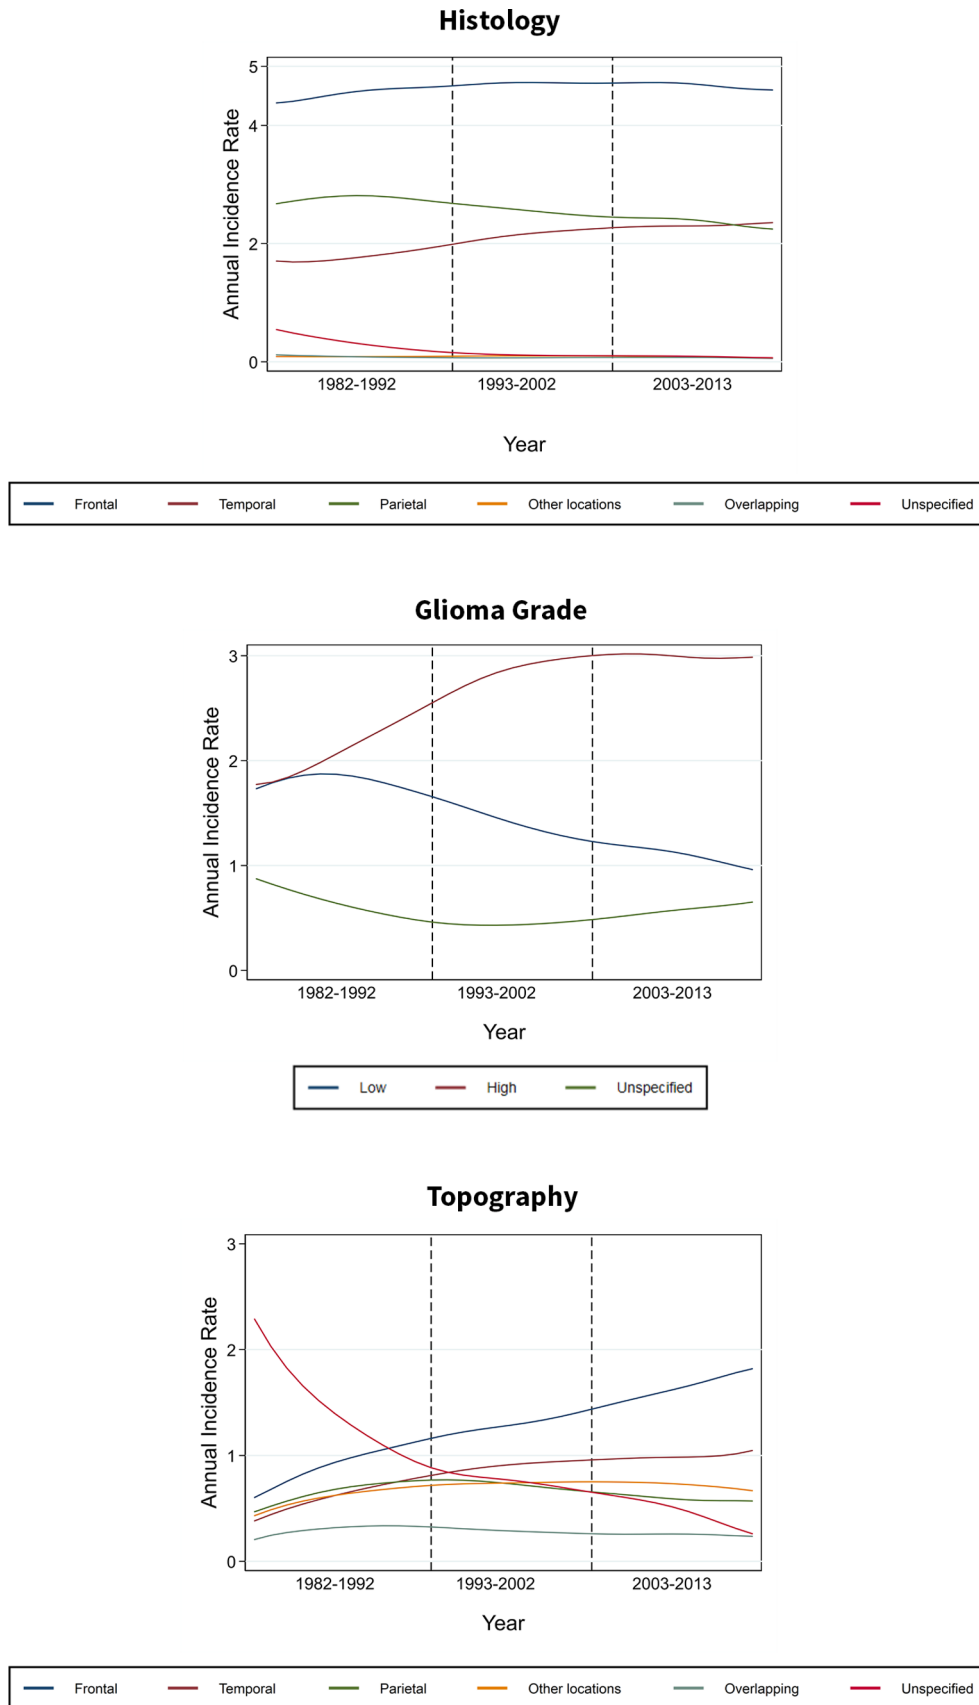 Histology
Annual Incidence Rate
5
4
2
0
1982-1992 1993-2002 2003-2013
Year
Frontal Temporal Parietal Other locations Overlapping Unspecified
Glioma Grade
Annual Incidence Rate
3
2
1
0
1982-1992 1993-2002 2003-2013
Year
Low High Unspecified
Topography
Annual Incidence Rate
3
2
1
0
1982-1992 1993-2002 2003-2013
Year
Frontal Temporal Parietal Other locations Overlapping Unspecified